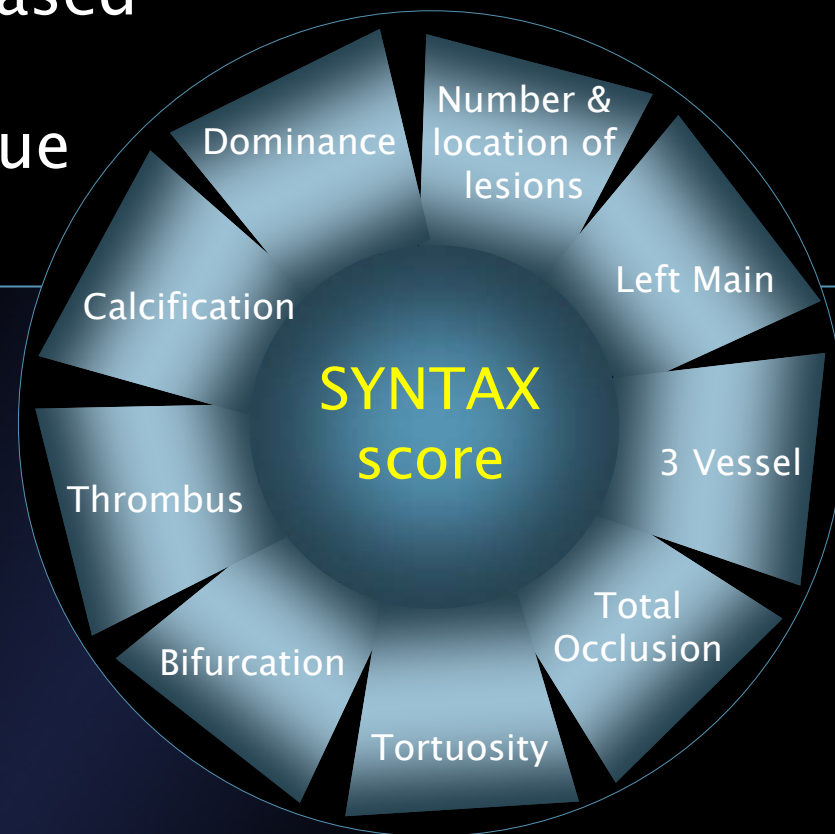 ue
Number &
location of
lesions
Dominance
Left Main
Calcification
SYNTAX
score
3 Vessel
Thrombus
Total
Occlusion
Bifurcation
Tortuosity